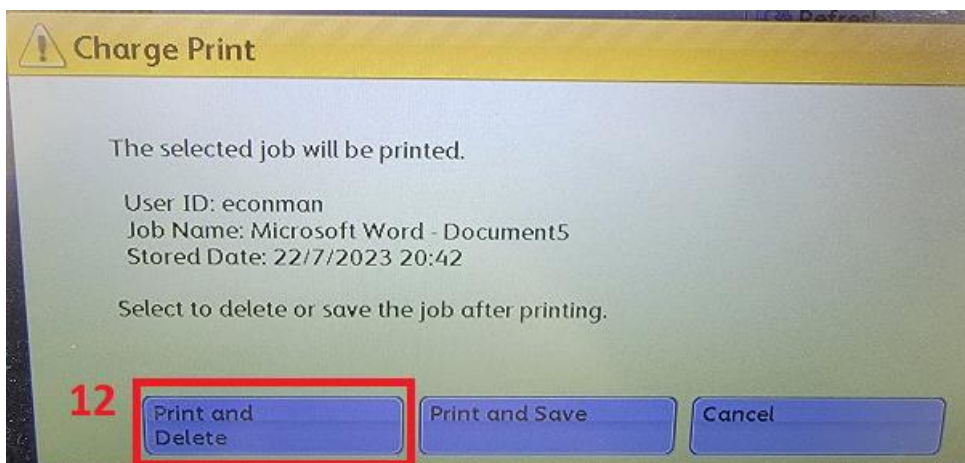 Refresh
Charge Print
The selected job will be printed.
User ID: econman
Job Name: Microsoft Word - Document5
Stored Date: 22/7/2023 20:42
Select to delete or save the job after printing.
12
Print and
Delete
Print and Save
Cancel